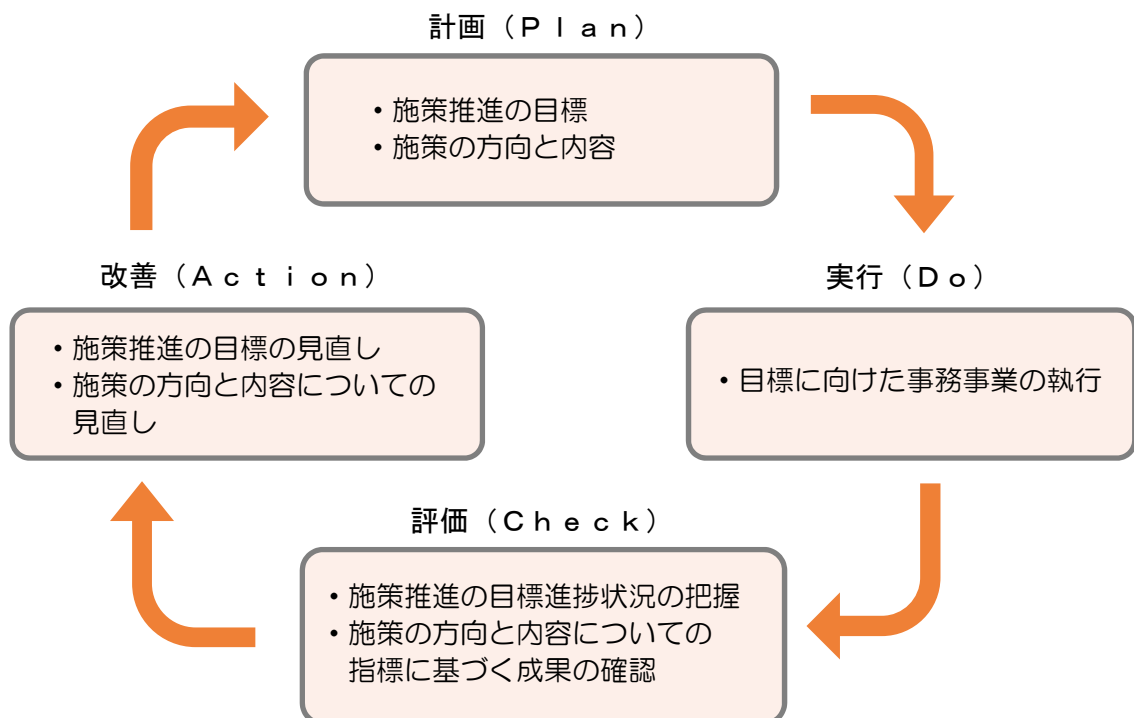 計画（Ｐｌａｎ）
・施策推進の目標
・施策の方向と内容
実行（Ｄｏ）
・目標に向けた事務事業の執行
評価（Ｃｈｅｃｋ）
・施策推進の目標進捗状況の把握
・施策の方向と内容についての
指標に基づく成果の確認
改善（Ａｃｔｉｏｎ）
・施策推進の目標の見直し
・施策の方向と内容についての
見直し